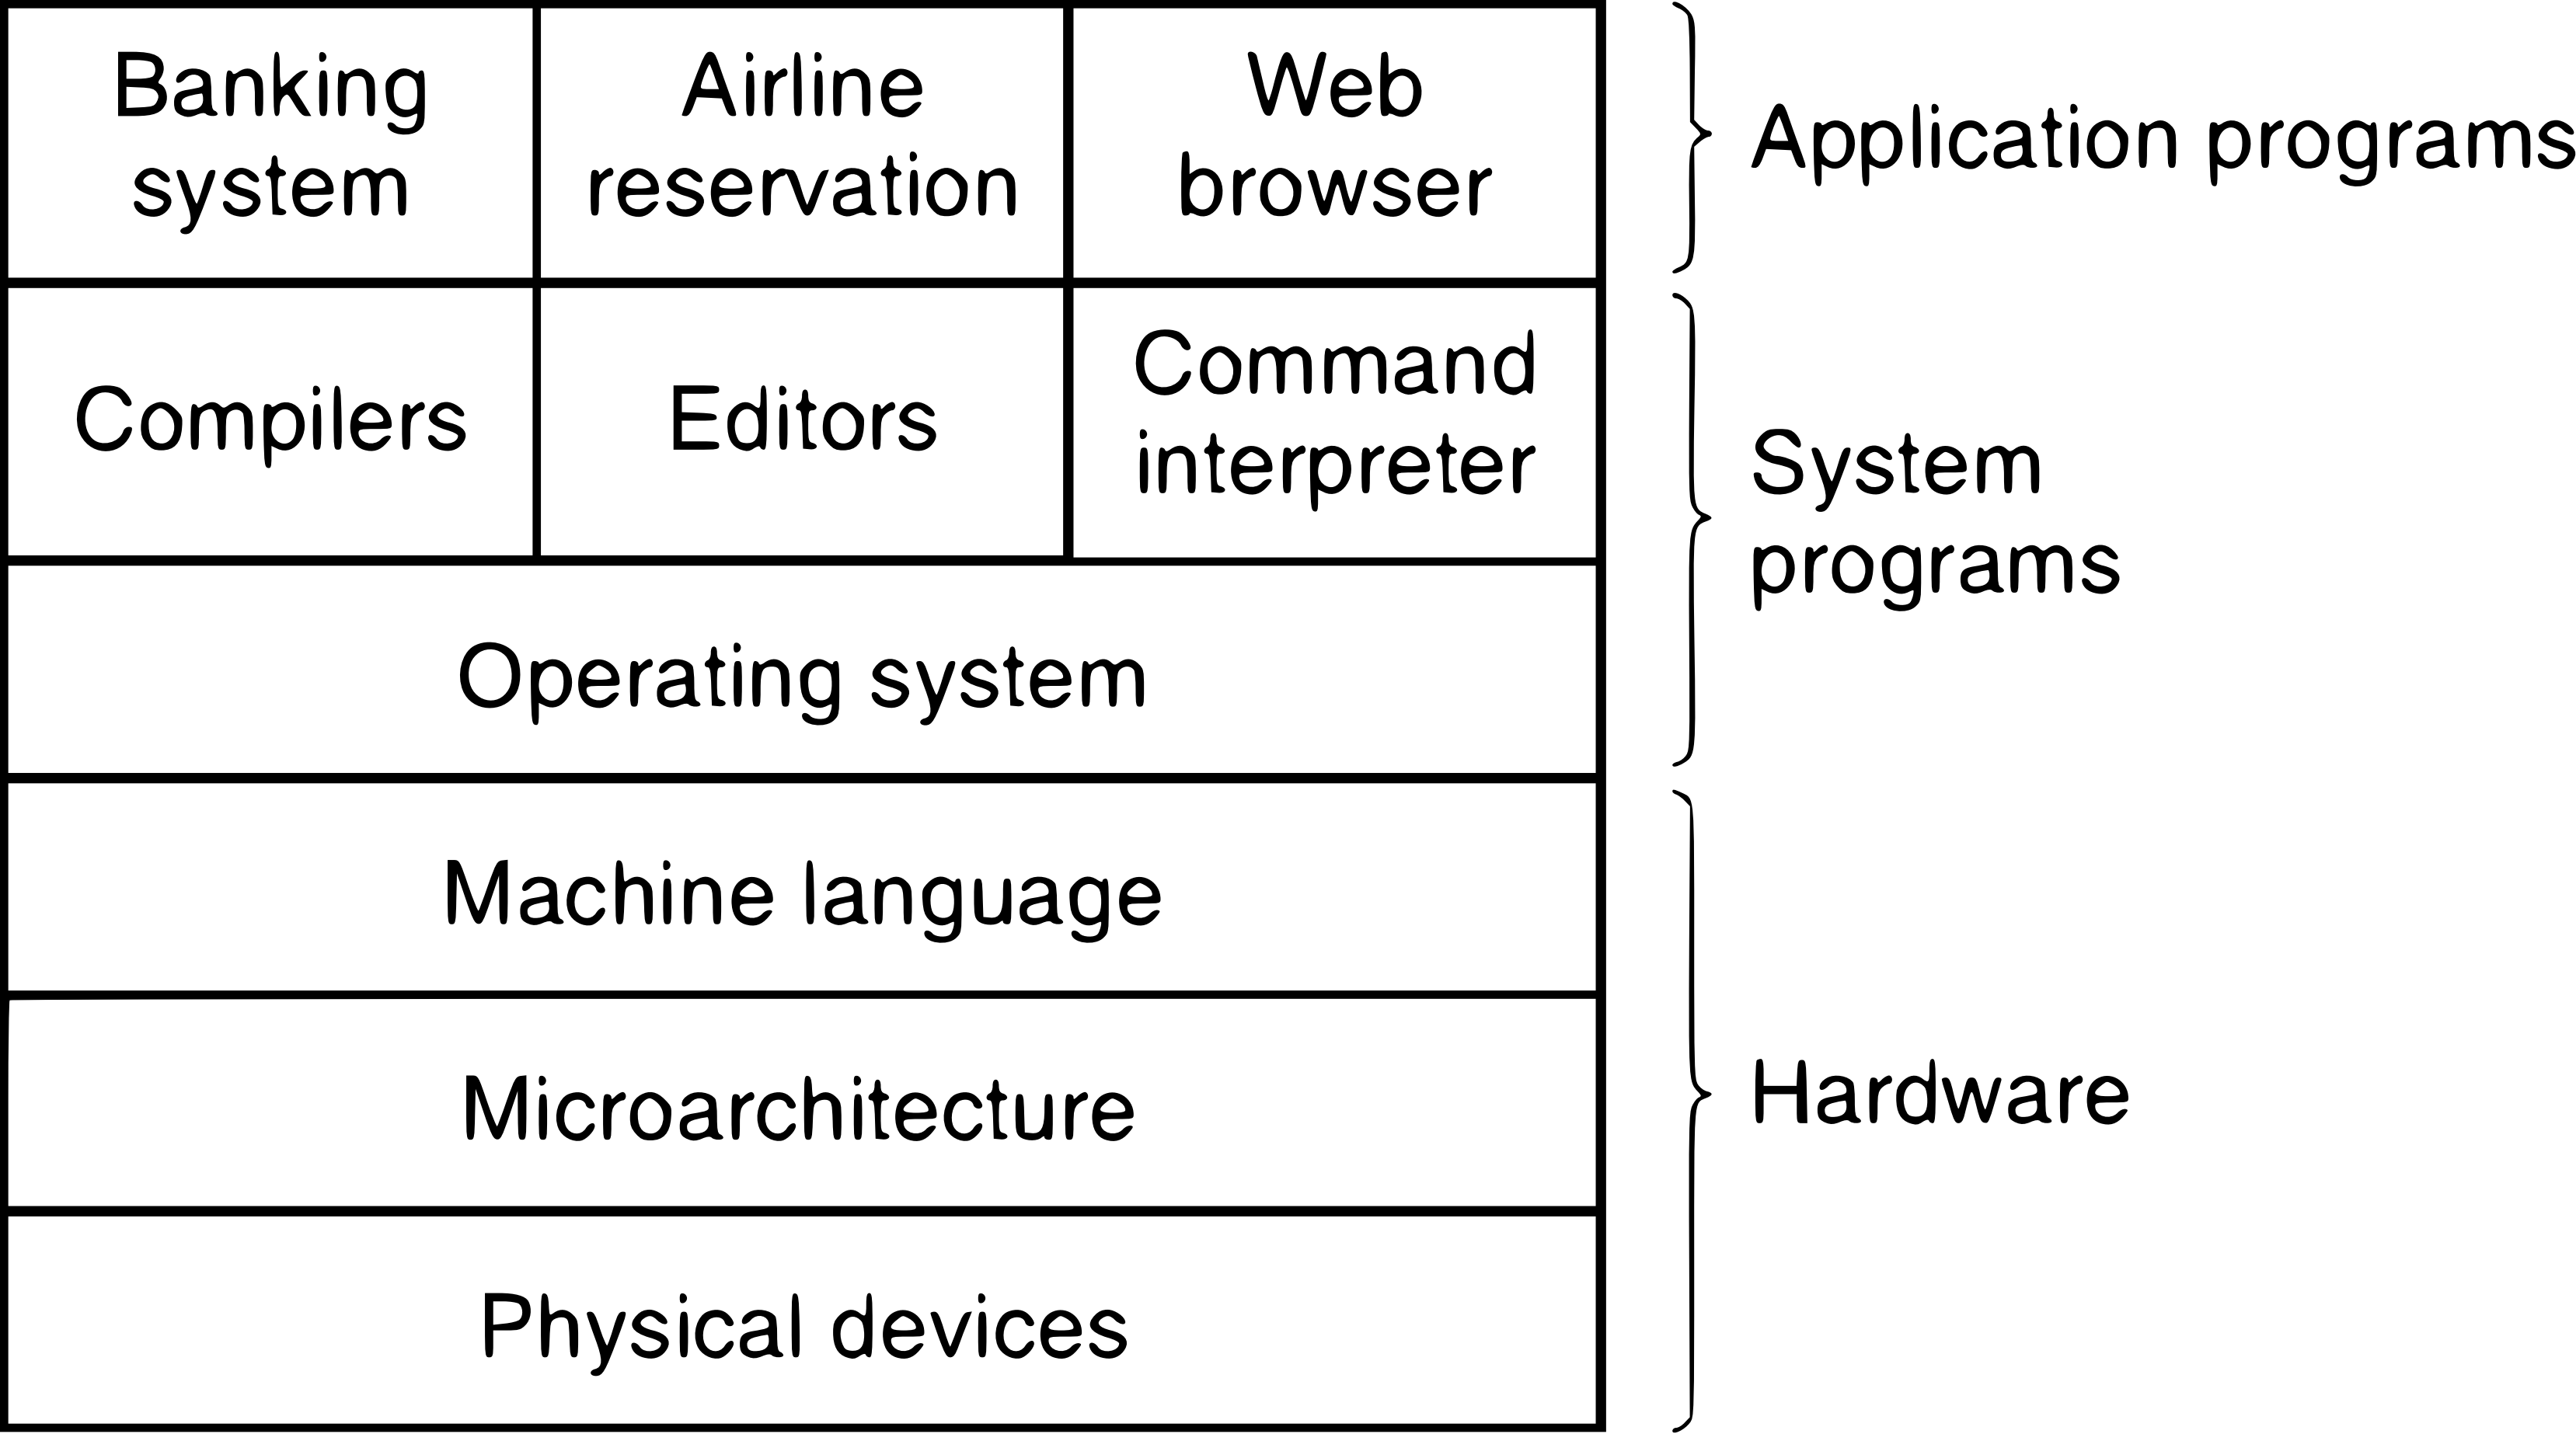 Banking
system
Airline
reservation
Web
browser
Application programs
Compilers
Editors
Command
interpreter
System
programs
Operating system
Machine language
Microarchitecture
Hardware
Physical devices